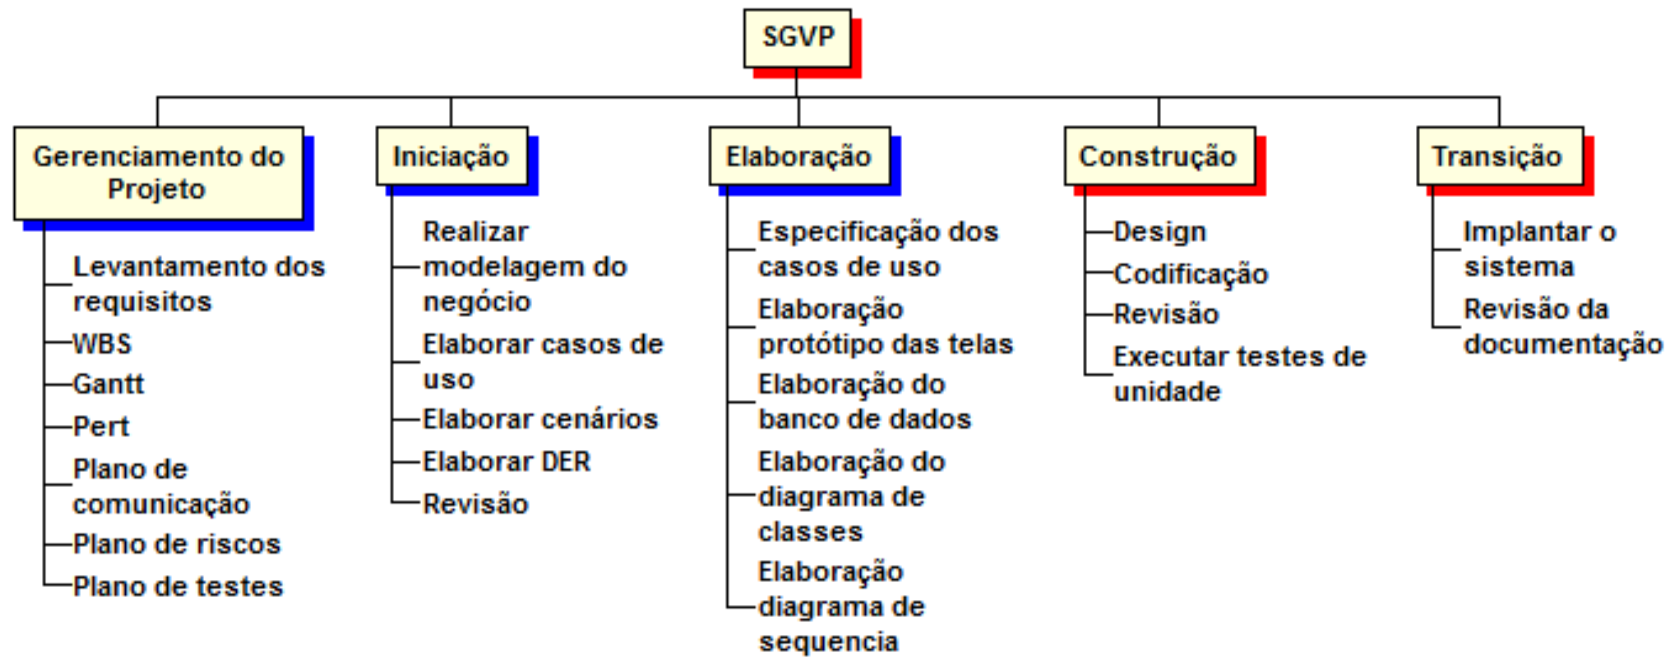 SGVP
Gerenciamento do
Projeto
Levantamento dos
requisitos
WBS
Gantt
Pert
Plano de
comunicação
Plano de riscos
Plano de testes
Iniciação
Realizar
modelagem do
negócio
Elaborar casos de
uso
Elaborar cenários
Elaborar DER
Revisão
Elaboração
Especificação dos
casos de uso
Elaboração
protótipo das telas
Elaboração do
banco de dados
Elaboração do
diagrama de
classes
Elaboração
diagrama de
sequencia
Construção
Design
Codificação
Revisão
Executar testes de
unidade
Transição
Implantar o
sistema
Revisão da
documentação